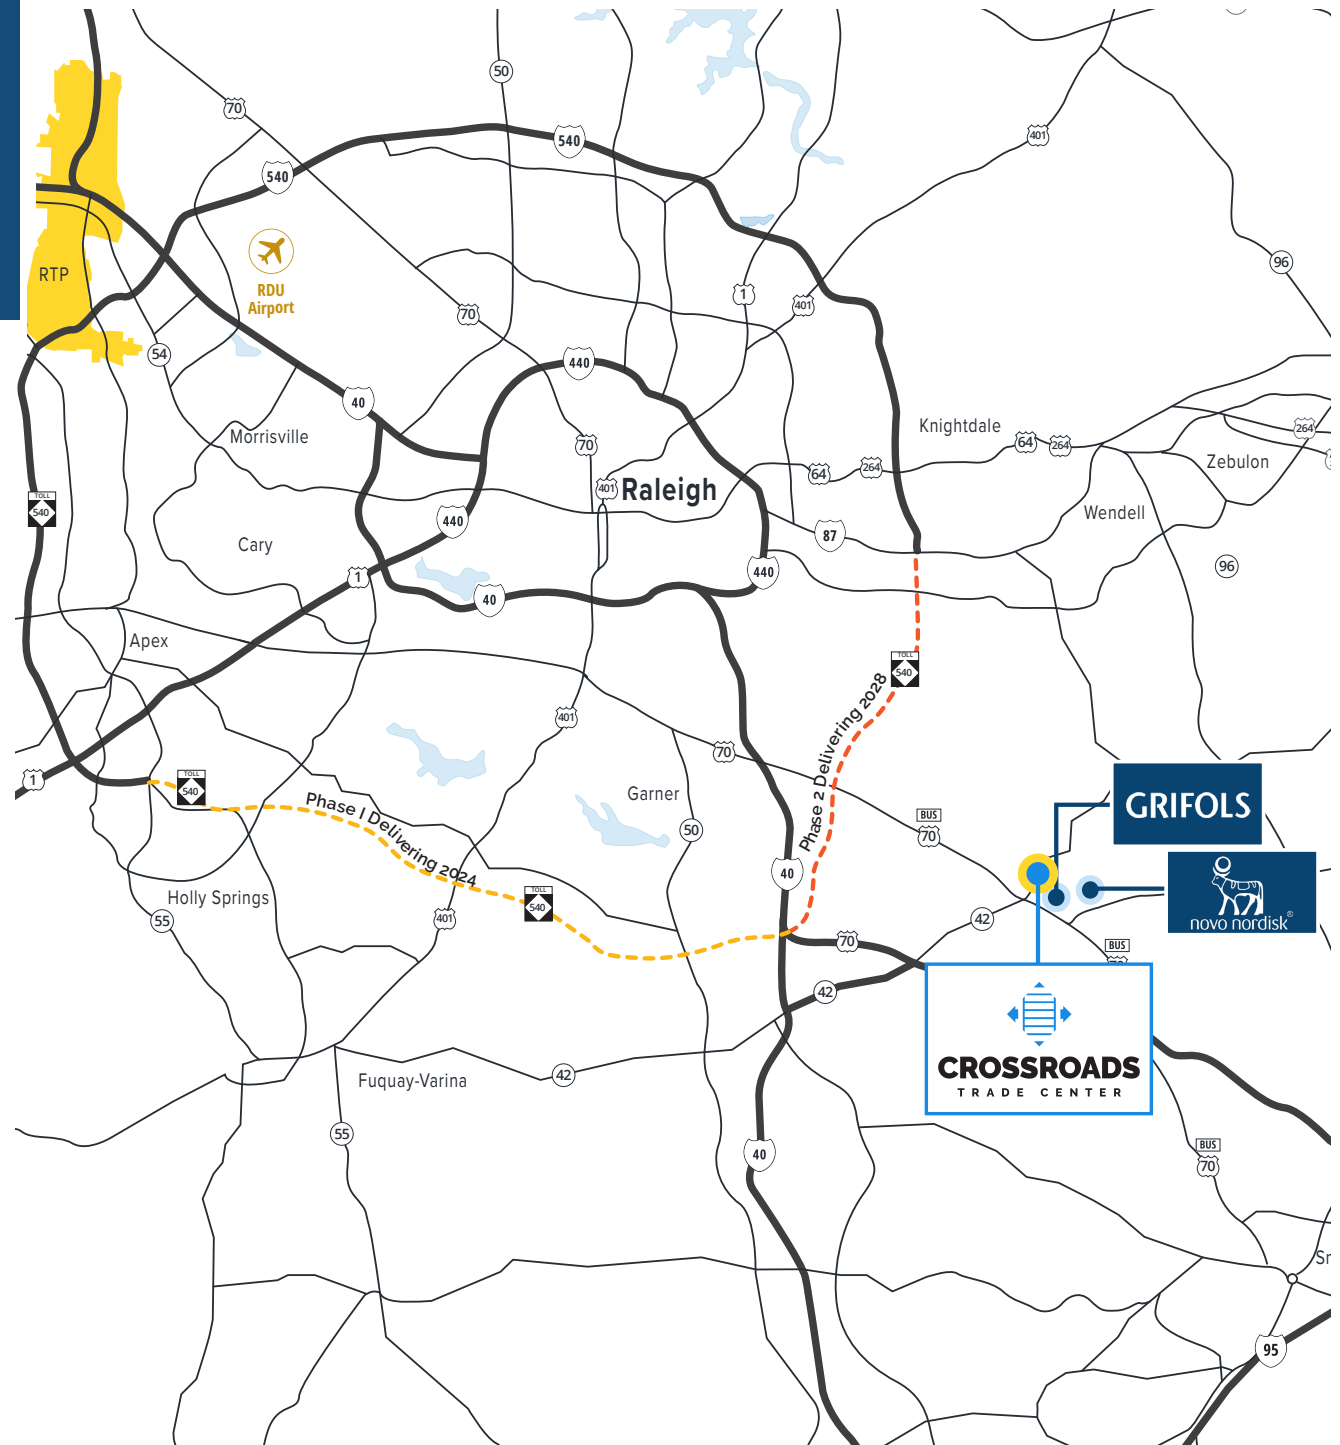 50
70
540
401
540
96
RTP
RDU
Airport
1
401
70
54
440
40
Knightdale
264
64
264
Morrisville
70
Zebulon
64
264
401
Raleigh
TOLL
540
Wendell
440
87
Cary
96
1
440
40
Apex
TOLL
540
Phase 2 Delivering 2028
401
70
1
TOLL
540
Phase I Delivering 2024
Garner
50
BUS
70
GRIFOLS
40
TOLL
540
Holly Springs
55
401
42
novo nordisk®
70
BUS
42
CROSSROADS
TRADE CENTER
Fuquay-Varina
42
55
40
BUS
70
95